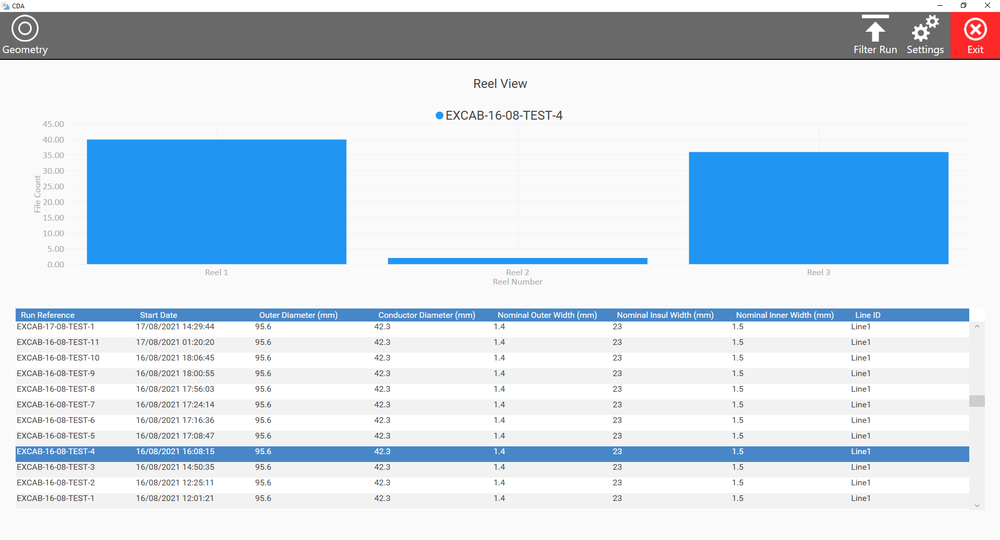 CDA
Geometry
Filter Run
Settings
Exit
Reel View
EXCAB-16-08-TEST-4
45.00
40.00
35.00
30.00
25.00
20.00
15.00
10.00
5.00
0.00
File Count
Reel 1 Reel 2 Reel 3
Reel Number
Run Reference Start Date Outer Diameter (mm) Conductor Diameter (mm) Nominal Outer Width (mm) Nominal Insul Width (mm) Nominal Inner Width (mm) Line ID
EXCAB-17-08-TEST-1 17/08/2021 14:29:44 95.6 42.3 1.4 23 1.5 Line1
EXCAB-16-08-TEST-11 17/08/2021 01:20:20 95.6 42.3 1.4 23 1.5 Line1
EXCAB-16-08-TEST-10 16/08/2021 18:06:45 95.6 42.3 1.4 23 1.5 Line1
EXCAB-16-08-TEST-9 16/08/2021 18:00:55 95.6 42.3 1.4 23 1.5 Line1
EXCAB-16-08-TEST-8 16/08/2021 17:56:03 95.6 42.3 1.4 23 1.5 Line1
EXCAB-16-08-TEST-7 16/08/2021 17:24:14 95.6 42.3 1.4 23 1.5 Line1
EXCAB-16-08-TEST-6 16/08/2021 17:16:36 95.6 42.3 1.4 23 1.5 Line1
EXCAB-16-08-TEST-5 16/08/2021 17:08:47 95.6 42.3 1.4 23 1.5 Line1
EXCAB-16-08-TEST-4 16/08/2021 16:08:15 95.6 42.3 1.4 23 1.5 Line1
EXCAB-16-08-TEST-3 16/08/2021 14:50:35 95.6 42.3 1.4 23 1.5 Line1
EXCAB-16-08-TEST-2 16/08/2021 12:25:11 95.6 42.3 1.4 23 1.5 Line1
EXCAB-16-08-TEST-1 16/08/2021 12:01:21 95.6 42.3 1.4 23 1.5 Line1